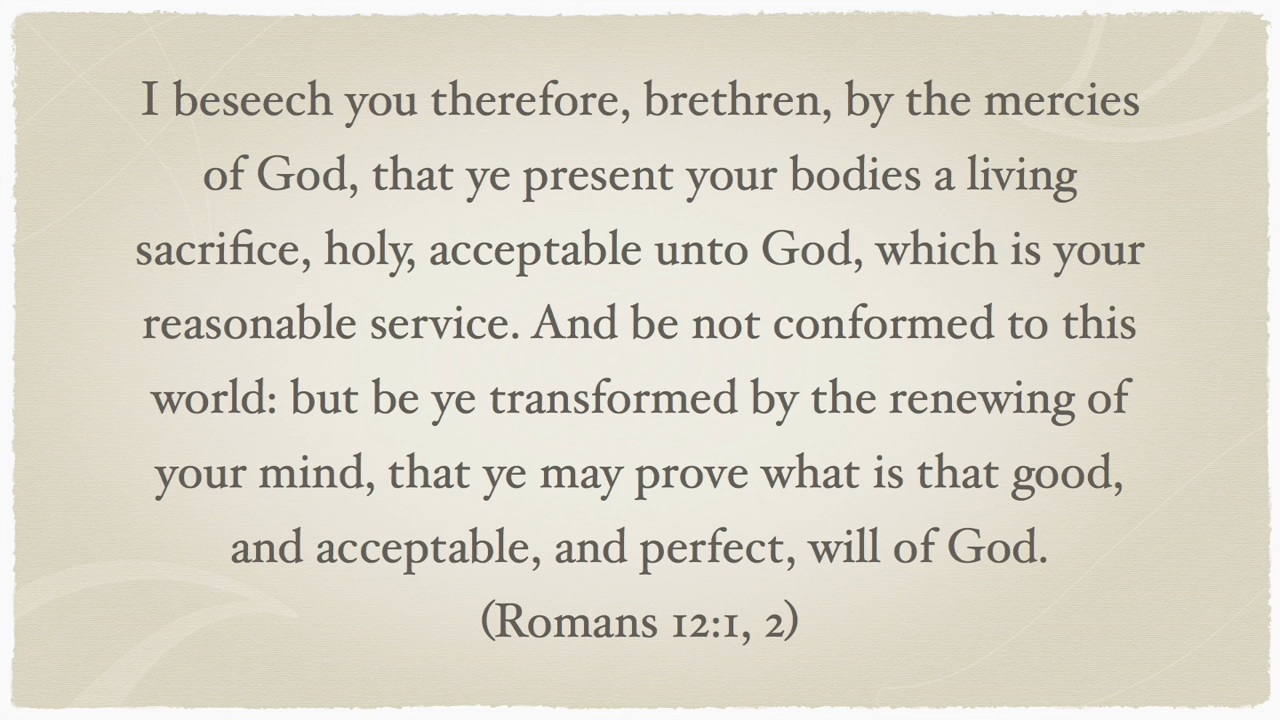 I beseech you therefore, brethren, by the mercies
of God, that ye present your bodies a living
sacrifice, holy, acceptable unto God, which is your
reasonable service. And be not conformed to this
world: but be ye transformed by the renewing of
your mind, that ye may prove what is that good,
and acceptable, and perfect, will of God.
(Romans 12:1, 2)